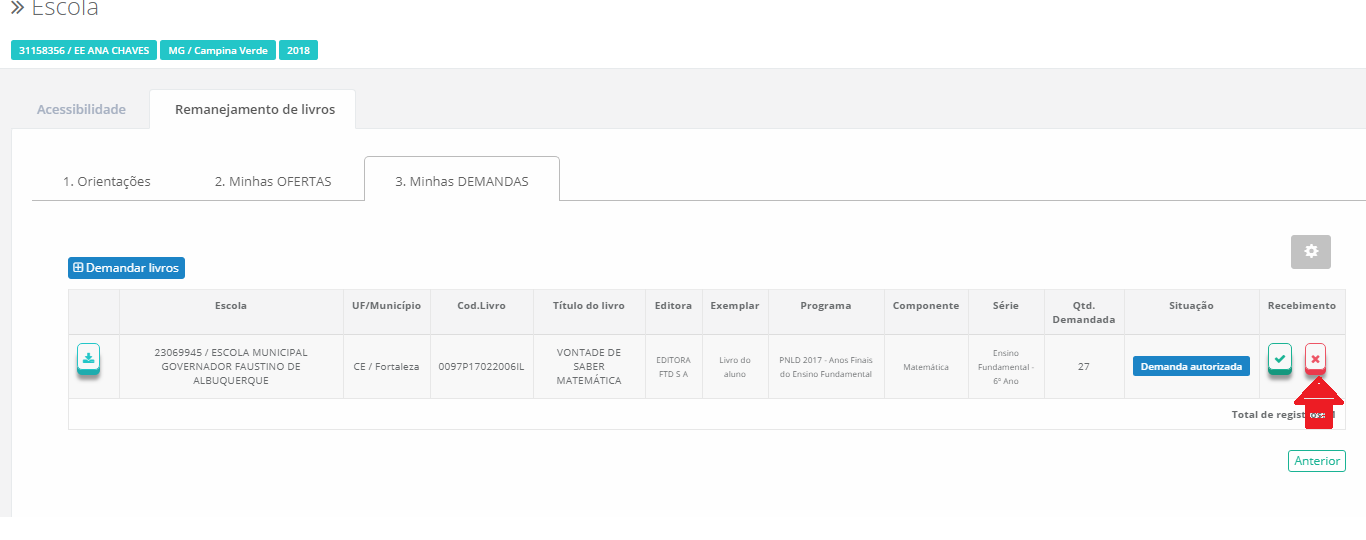 Escola
31158356 / EE ANA CHAVES MG / Campina Verde 2018
Acessibilidade Remanejamento de livros
1. Orientações 2. Minhas OFERTAS 3. Minhas DEMANDAS
Demandar livros
Escola UF/Município Cod.Livro Título do livro Editora Exemplar Programa Componente Série Qtd. Demandada Situação Recebimento
23069945 / ESCOLA MUNICIPAL
GOVERNADOR FAUSTINO DE
ALBUQUERQUE
CE / Fortaleza
0097P17022006IL
VONTADE DE
SABER
MATEMÁTICA
EDITORA
FTD S A
Livro do
aluno
PNLD 2017 - Anos Finais
do Ensino Fundamental
Matemática
Ensino
Fundamental -
6º Ano
27
Demanda autorizada
Total de registros:
Anterior